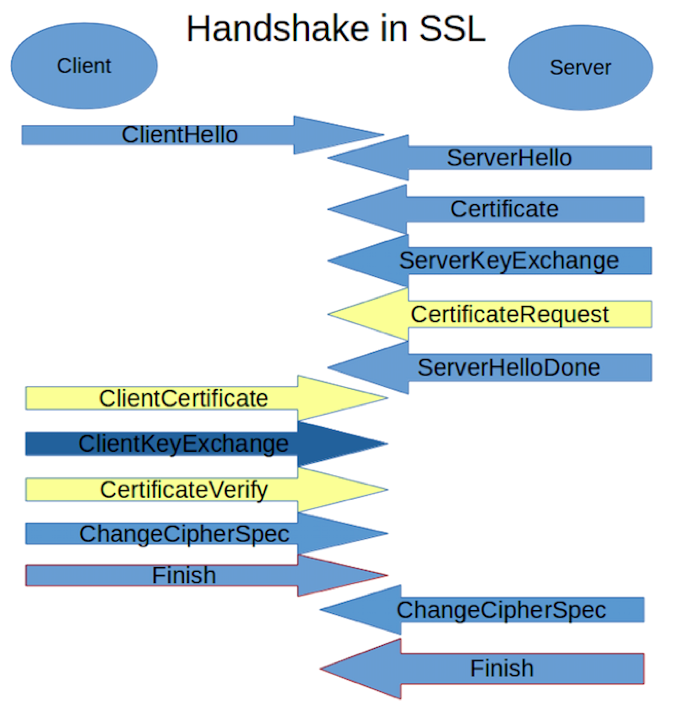 Handshake in SSL
Client
Server
ClientHello
ServerHello
Certificate
ServerKeyExchange
CertificateRequest
ServerHelloDone
ClientCertificate
ClientKeyExchange
CertificateVerify
ChangeCipherSpec
Finish
ChangeCipherSpec
Finish